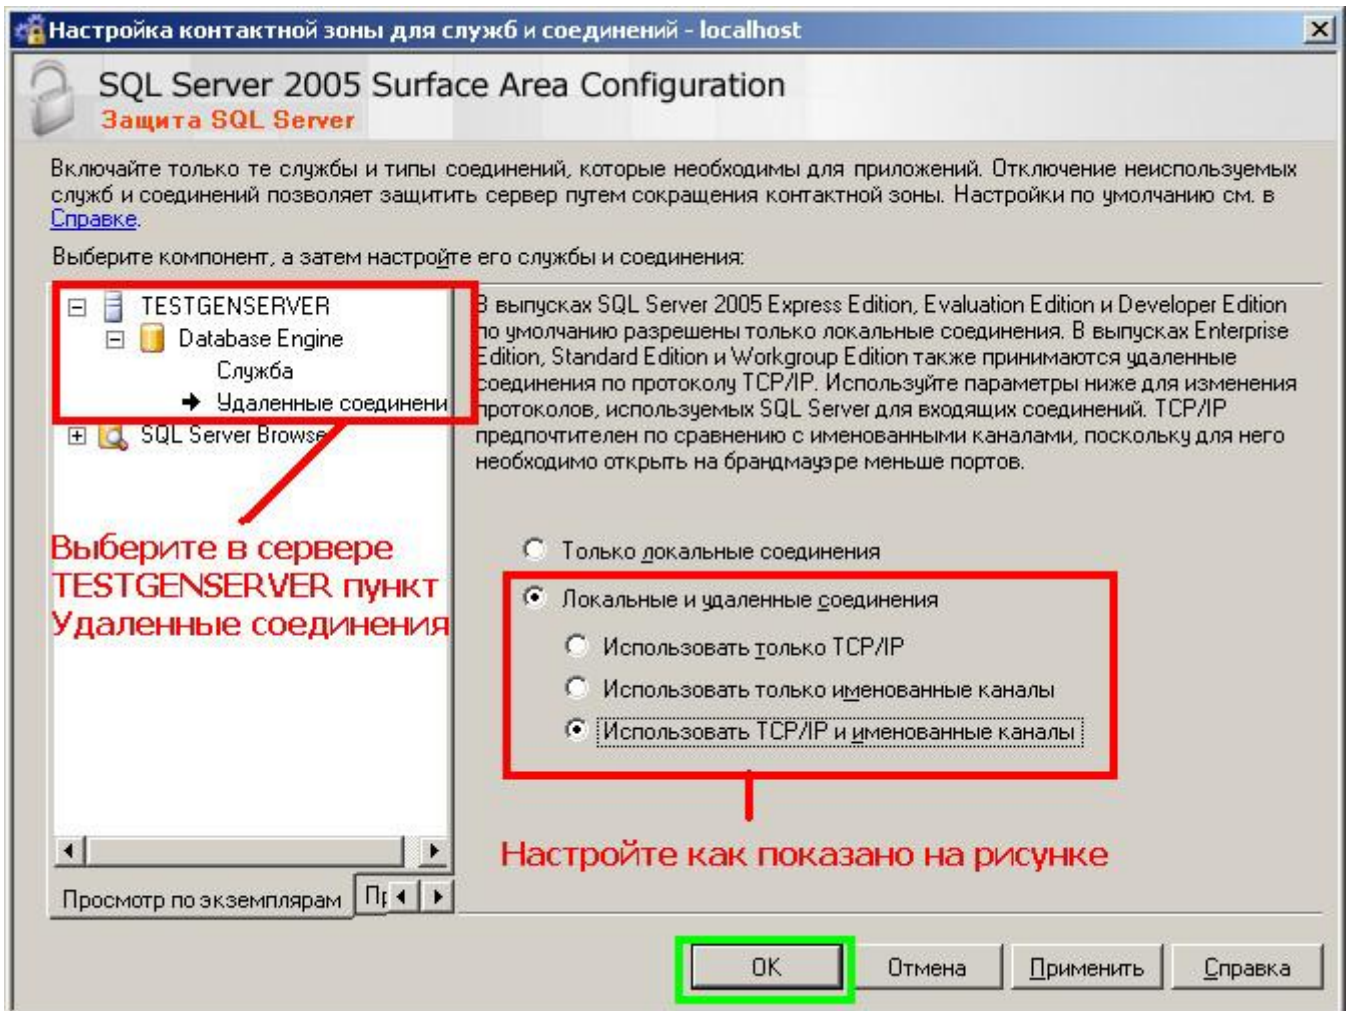 Настройка контактной зоны для служб и соединений - localhost
SQL Server 2005 Surface Area Configuration
Защита SQL Server
Включайте только те службы и типы соединений, которые необходимы для приложений. Отключение неиспользуемых
служб и соединений позволяет защитить сервер путем сокращения контактной зоны. Настройки по умолчанию см. в
Справке.
Выберите компонент, а затем настройте его службы и соединения:
TESTGENSERVER
Database Engine
Служба
Удаленные соединени
SQL Server Browse
Выберите в сервере
TESTGENSERVER пункт
Удаленные соединения
Просмотр по экземплярам
В выпусках SQL Server 2005 Express Edition, Evaluation Edition и Developer Edition
по умолчанию разрешены только локальные соединения. В выпусках Enterprise
Edition, Standard Edition и Workgroup Edition также принимаются удаленные
соединения по протоколу TCP/IP. Используйте параметры ниже для изменения
протоколов, используемых SQL Server для входящих соединений. TCP/IP
предпочтителен по сравнению с именованными каналами, поскольку для него
необходимо открыть на брандмауэре меньше портов.
Только локальные соединения
Локальные и удаленные соединения
Использовать только TCP/IP
Использовать только именованные каналы
Использовать TCP/IP и именованные каналы
Настройте как показано на рисунке
OK
Отмена
Применить
Справка